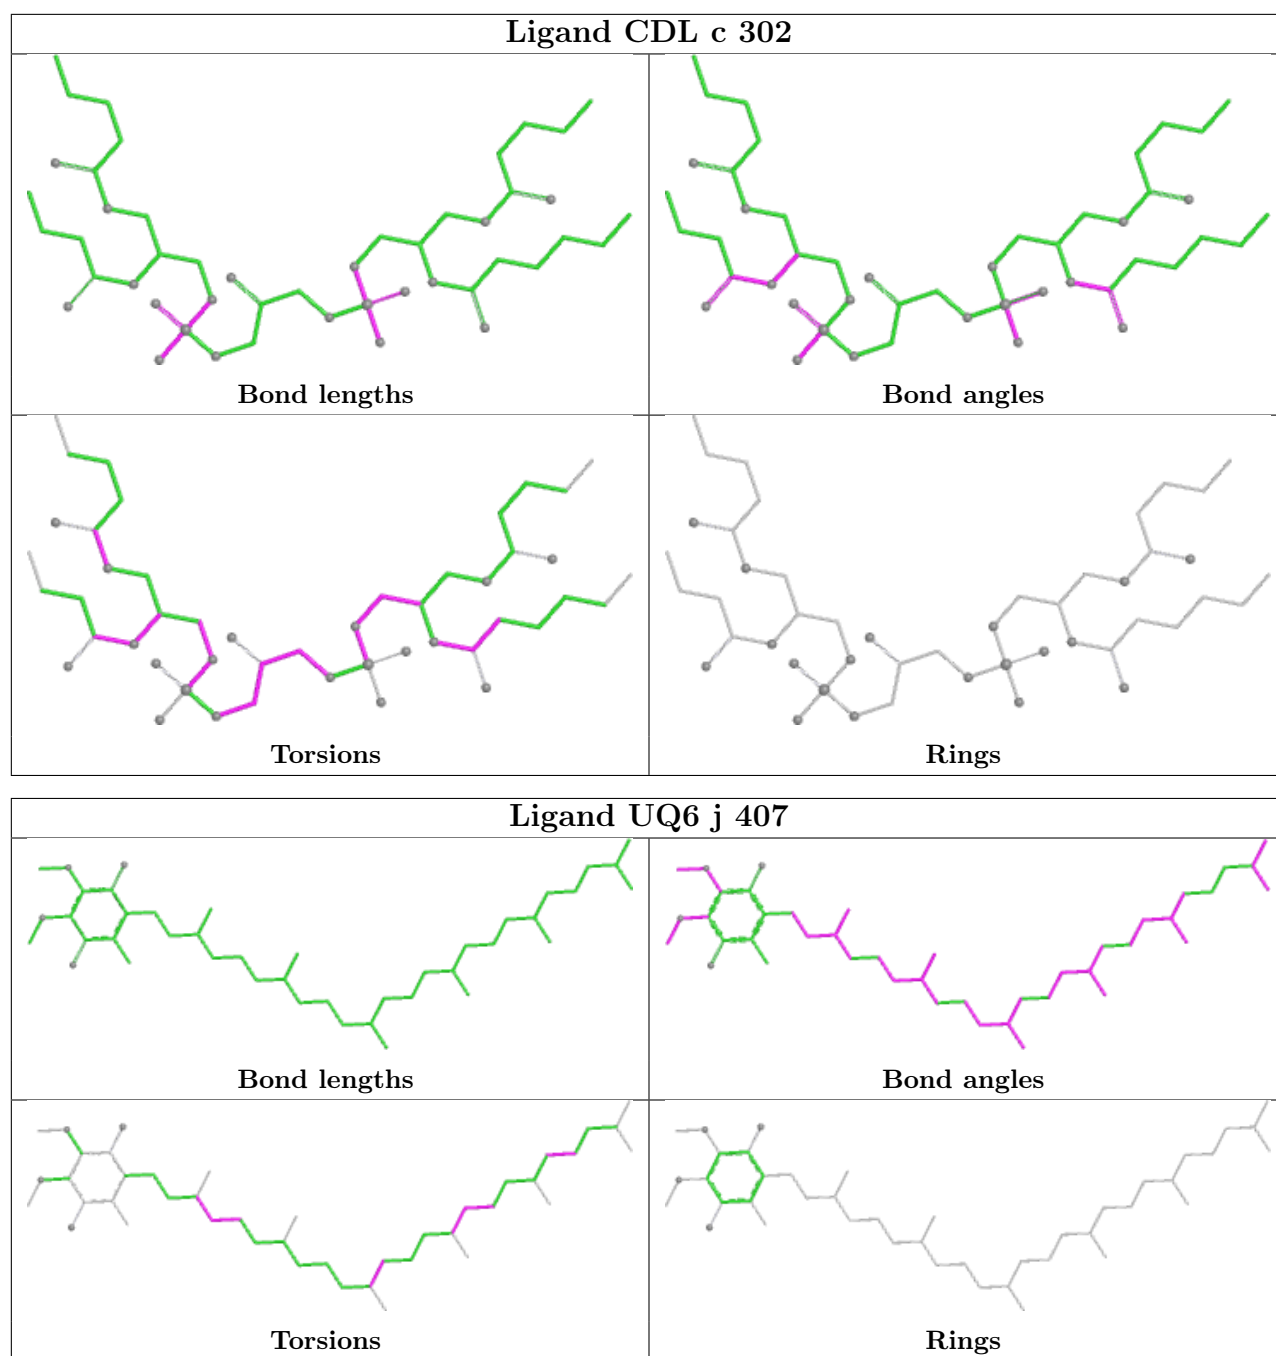 Ligand CDL c 302
Bond lengths
Bond angles
Torsions
Rings
Ligand UQ6 j 407
Bond lengths
Bond angles
Torsions
Rings